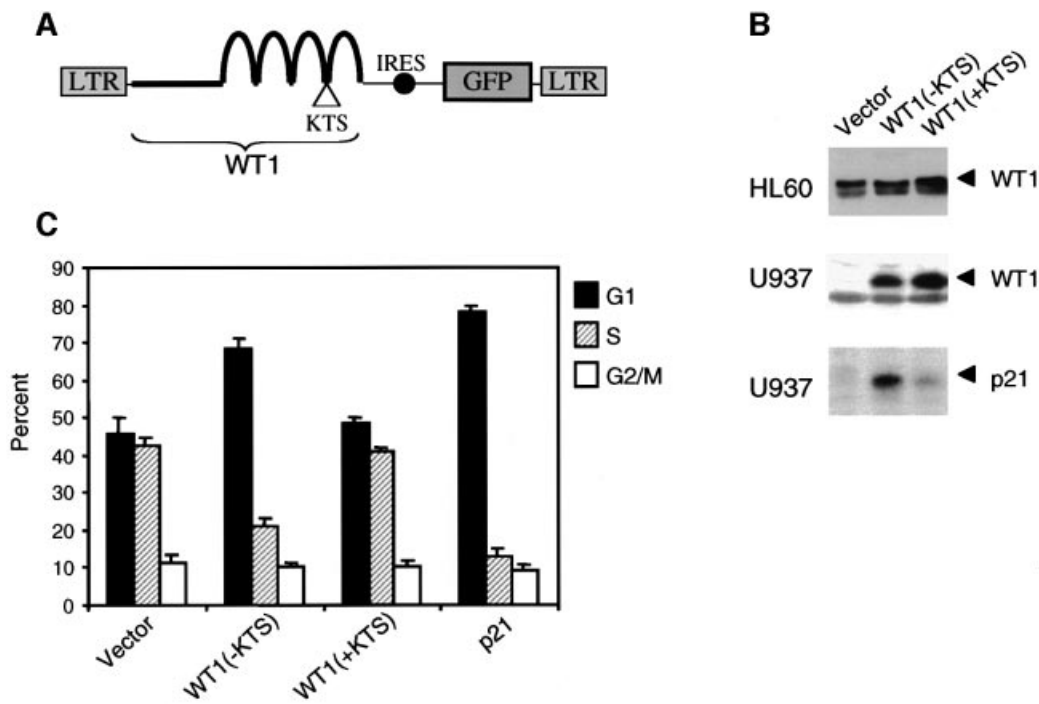 A
LTR
IRES
GFP
LTR
KTS
WT1
B
Vector
WT1(-KTS)
WT1(+KTS)
HL60
WT1
U937
WT1
U937
p21
C
Percent
90
80
70
60
50
40
30
20
10
0
Vector
WT1(-KTS)
WT1(+KTS)
p21
G1
S
G2/M